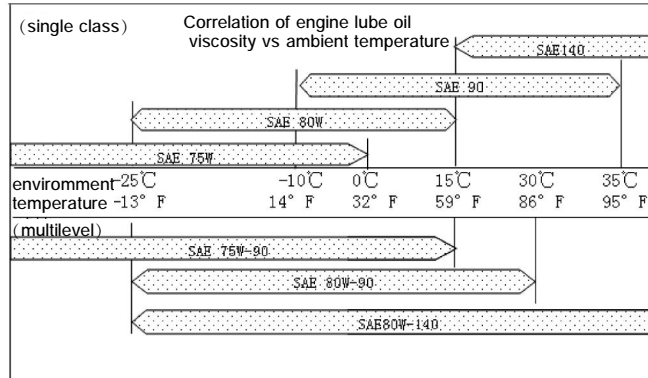 (single class)
Correlation of engine lube oil
viscosity vs ambient temperature
SAE140
SAE 90
SAE 80W
SAE 75W
enviromment -25℃ -10℃ 0℃ 15℃ 30℃ 35℃
temperature -13° F 14° F 32° F 59° F 86° F 95° F
(multilevel)
SAE 75W-90
SAE 80W-90
SAE80W-140